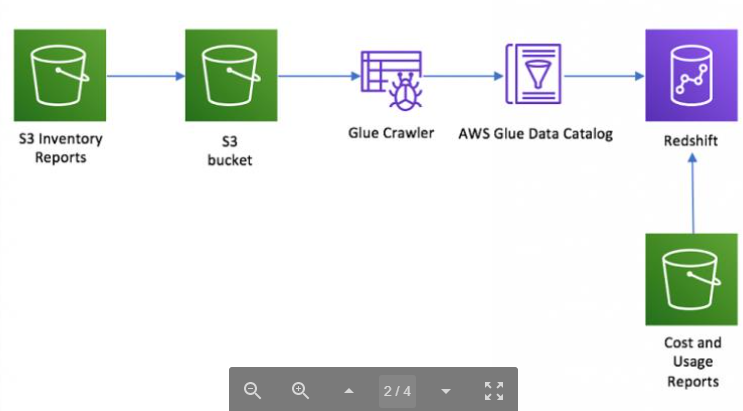 S3 Inventory
Reports
S3
bucket
Glue Crawler
AWS Glue Data Catalog
Redshift
Cost and
Usage
Reports
2 / 4